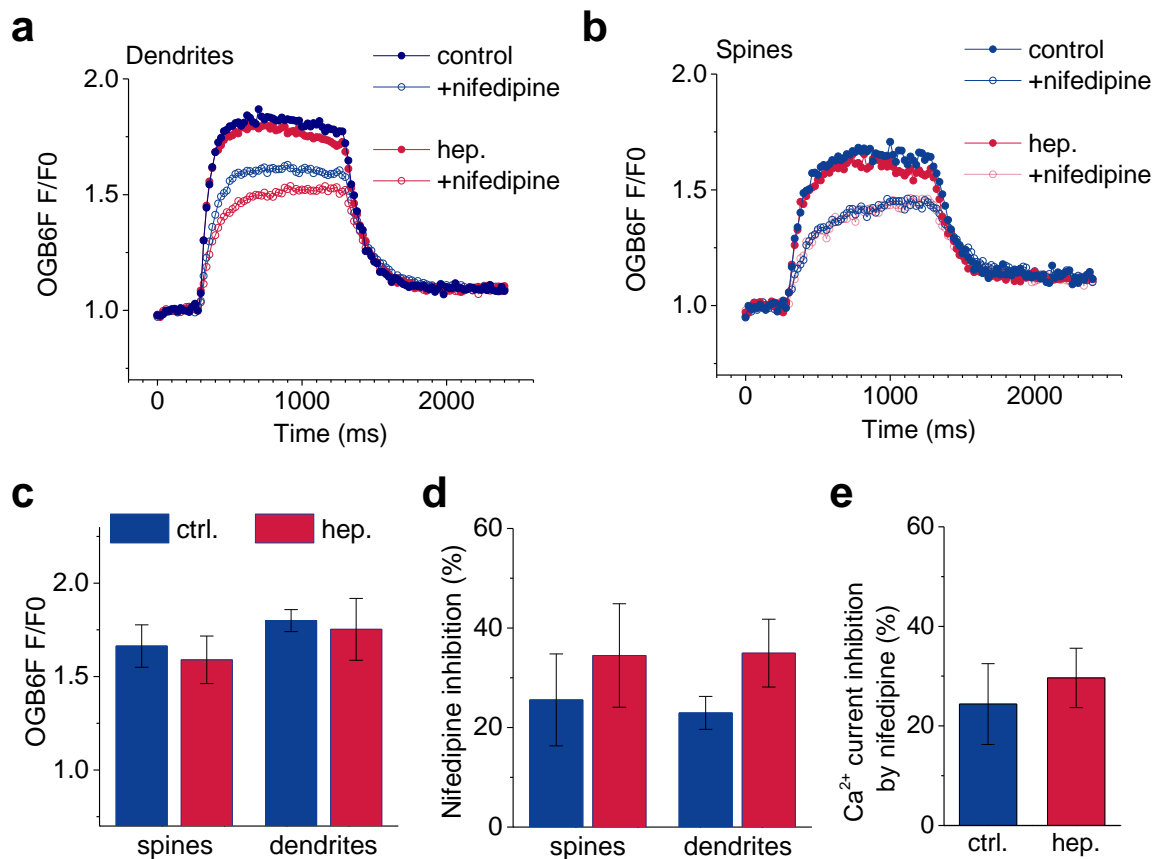 a
Dendrites
control
+nifedipine
hep.
+nifedipine
2.0
1.5
1.0
OGB6F F/F0
0
1000
2000
Time (ms)
b
Spines
control
+nifedipine
hep.
+nifedipine
2.0
1.5
1.0
OGB6F F/F0
0
1000
2000
Time (ms)
c
ctrl.
hep.
2.0
1.5
1.0
OGB6F F/F0
spines
dendrites
d
60
40
20
0
Nifedipine inhibition (%)
spines
dendrites
e
60
40
20
0
Ca²⁺ current inhibition
by nifedipine (%)
ctrl.
hep.